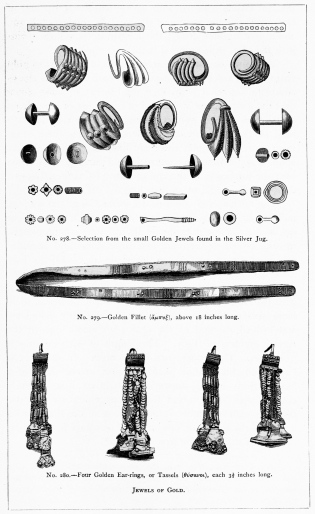 No. 278.—Selection from the small Golden Jewels found in the Silver Jug.
No. 279.—Golden Fillet (ἄμπυξ), above 18 inches long.
No. 280.—Four Golden Ear-rings, or Tassels (θύσανοι), each 3¼ inches long.
JEWELS OF GOLD.